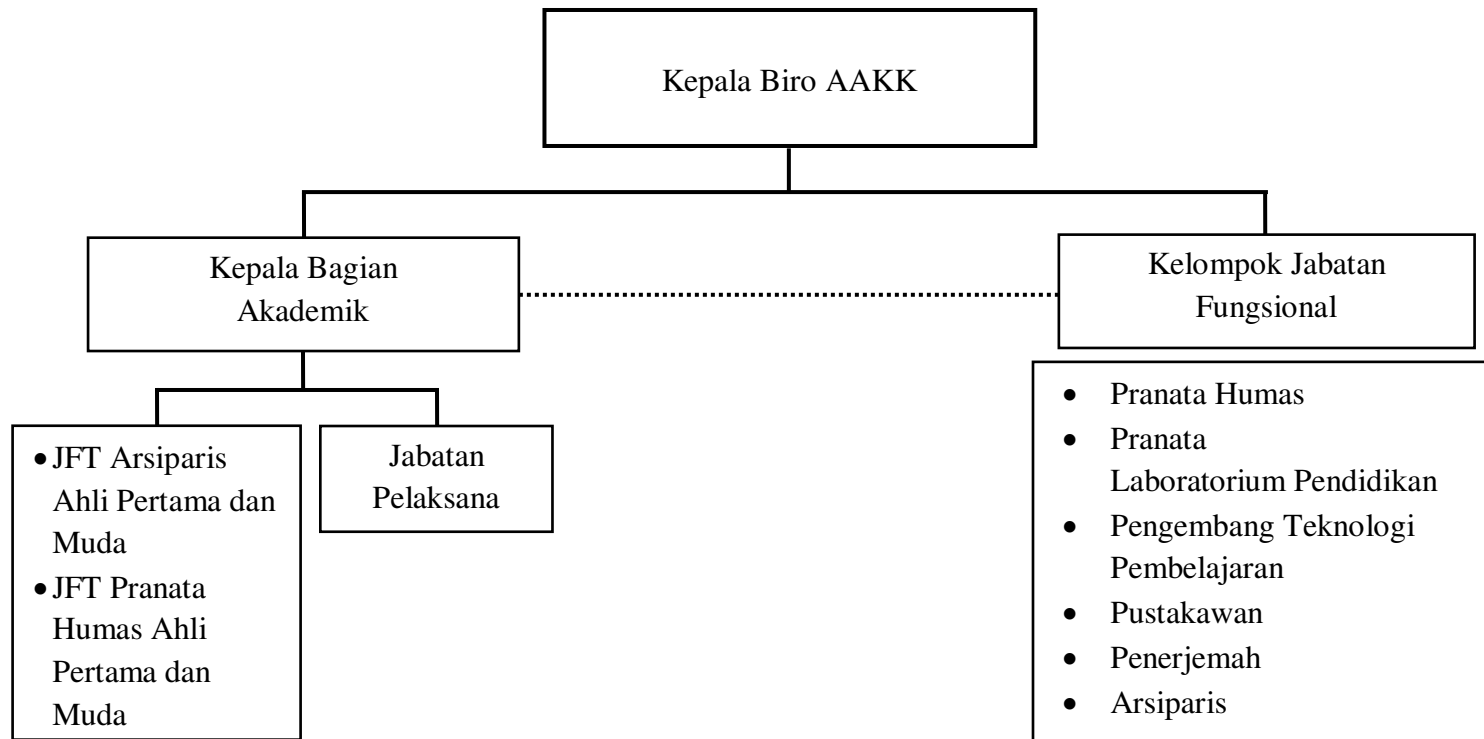 Kepala Biro AAKK
Kepala Bagian
Akademik
Kelompok Jabatan
Fungsional
• JFT Arsiparis
Ahli Pertama dan
Muda
• JFT Pranata
Humas Ahli
Pertama dan
Muda
Jabatan
Pelaksana
• Pranata Humas
• Pranata
Laboratorium Pendidikan
• Pengembang Teknologi
Pembelajaran
• Pustakawan
• Penerjemah
• Arsiparis